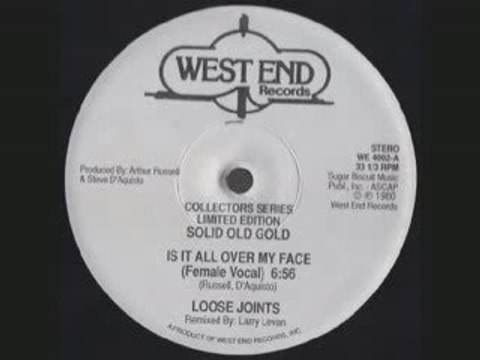 WEST END
Records
STEREO
WE 4002-A
33 1/3 RPM
Sugar Biscuit Music
Publ., Inc. - ASCAP
© ℗ 1980
West End Records
Produced By: Arthur Russell
& Steve D'Aquisto
COLLECTORS SERIES
LIMITED EDITION
SOLID OLD GOLD
IS IT ALL OVER MY FACE
(Female Vocal) 6:56
(Russell, D'Aquisto)
LOOSE JOINTS
Remixed By: Larry Levan
A PRODUCT OF WEST END RECORDS, INC.